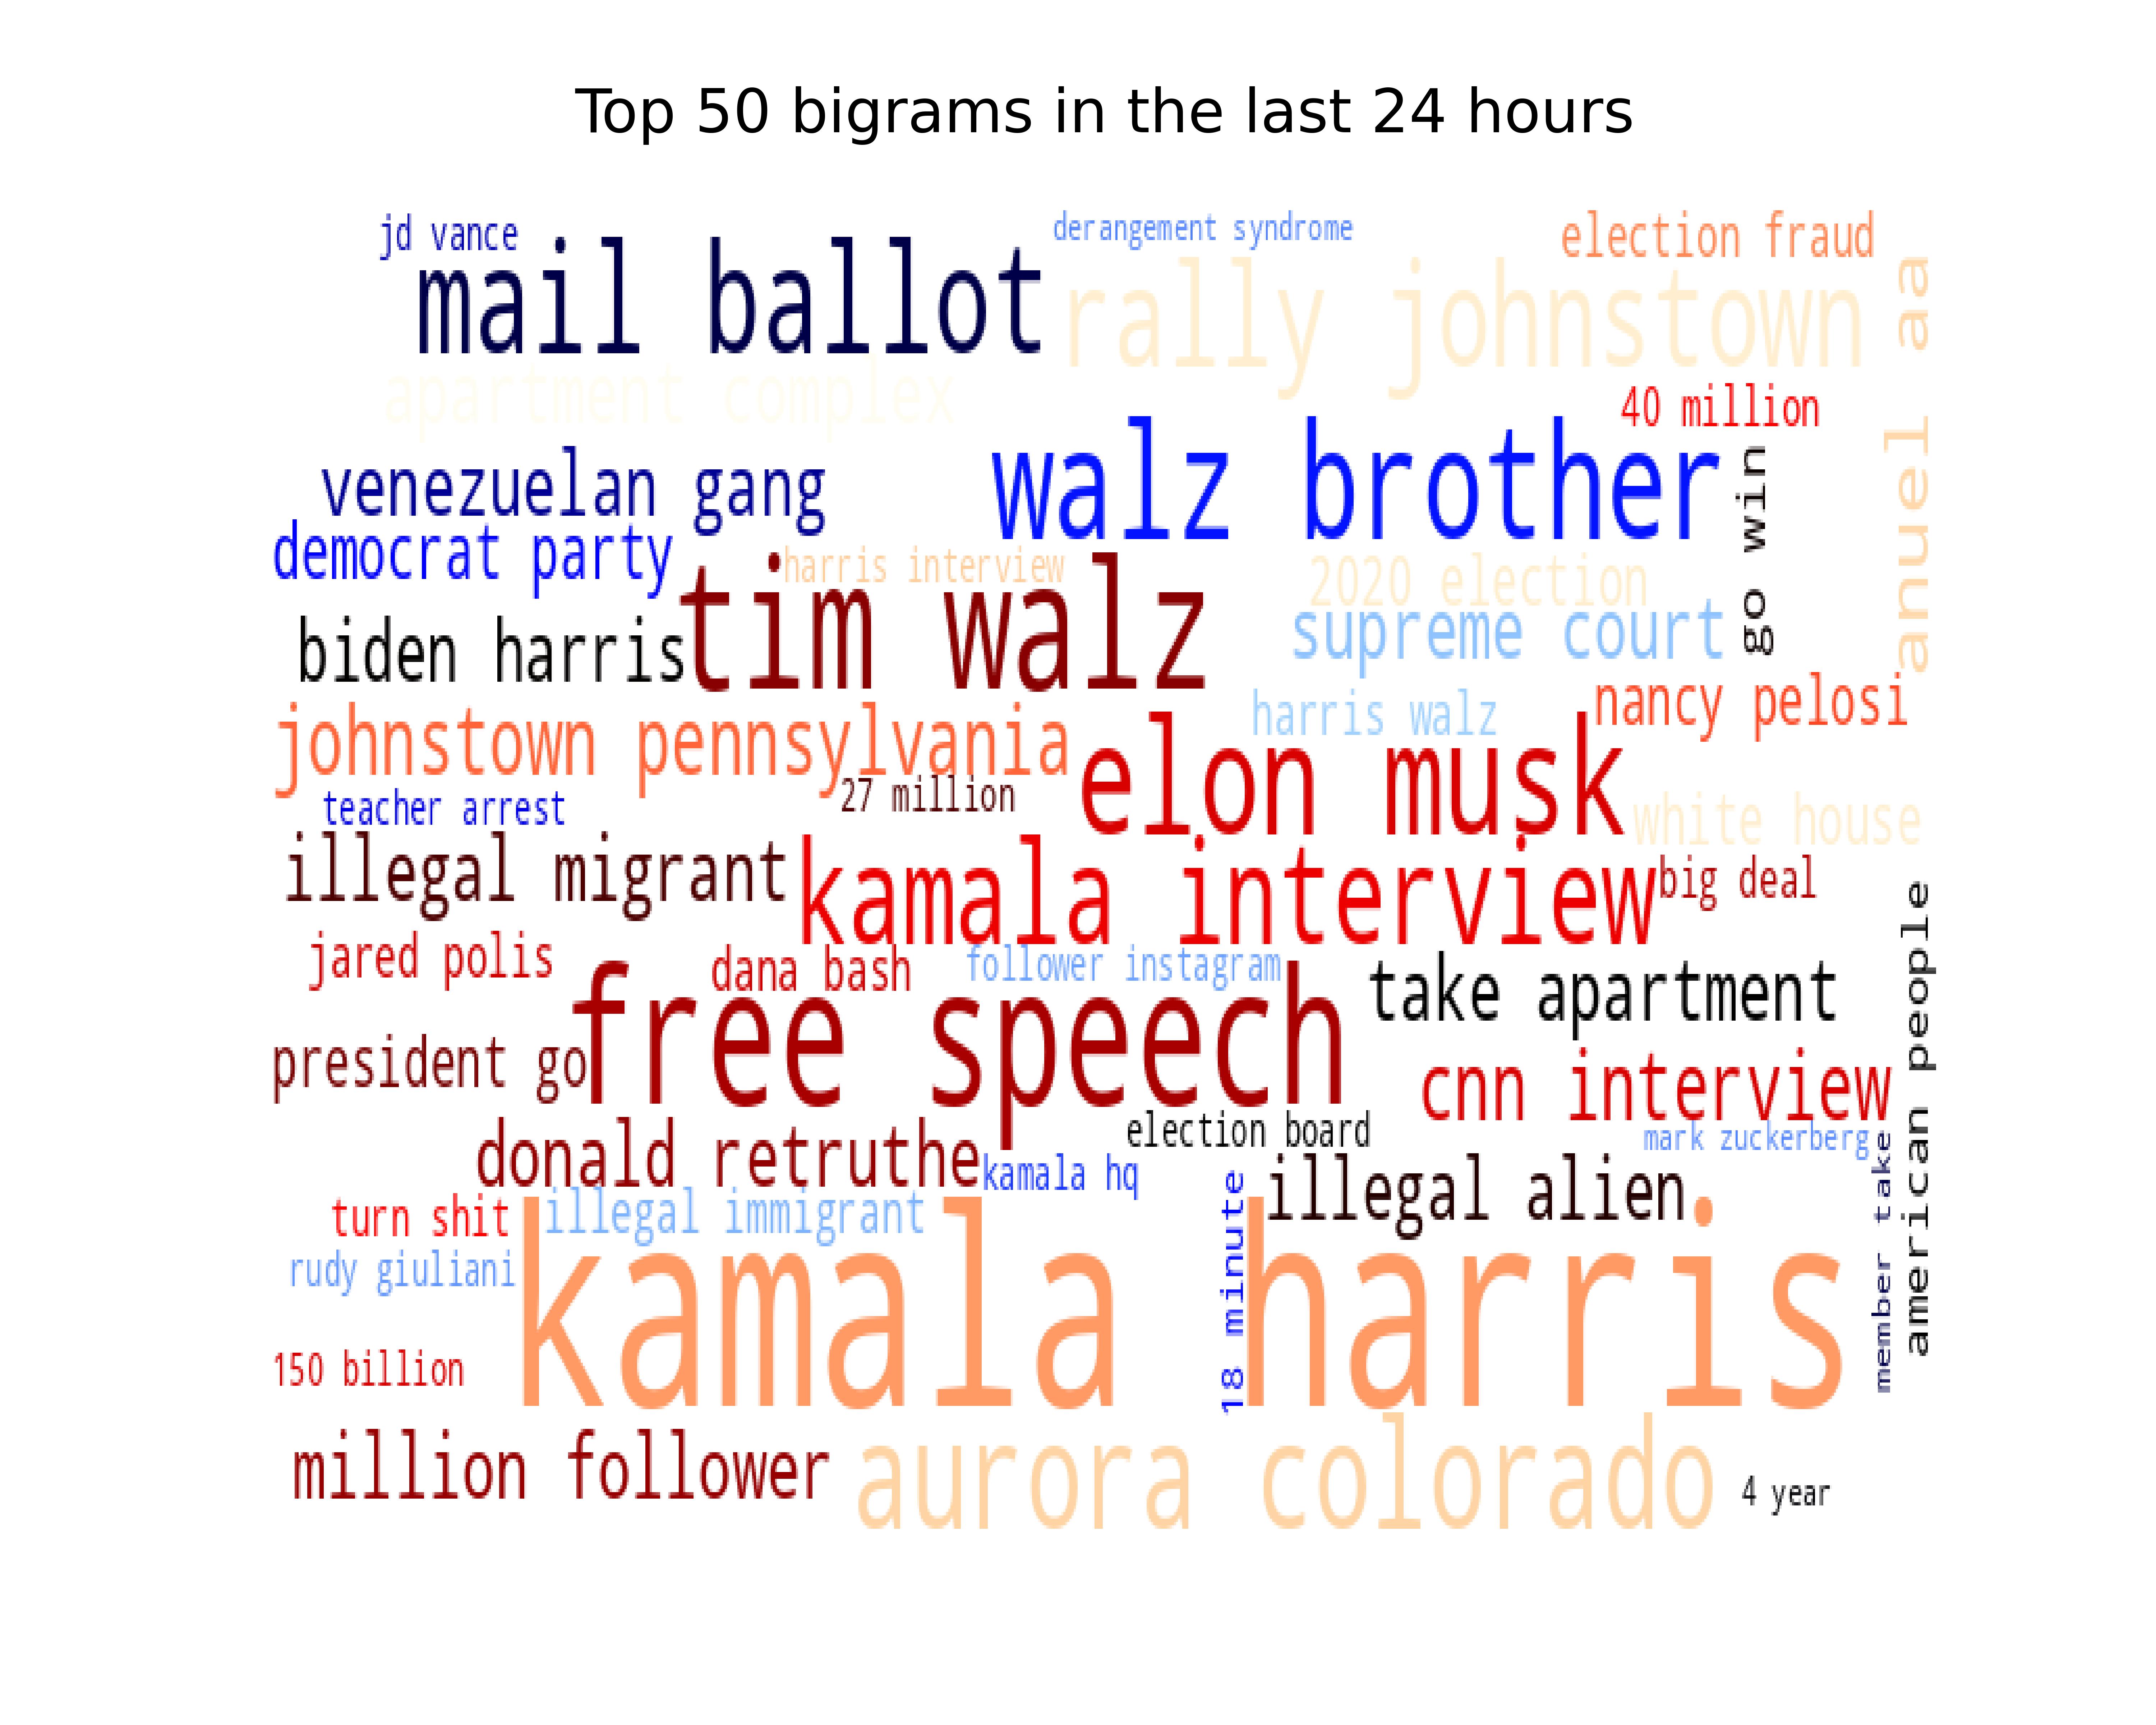 Top 50 bigrams in the last 24 hours
jd vance
derangement syndrome
election fraud
mail ballot
rally johnstown
anuel aa
apartment complex
40 million
walz brother
venezuelan gang
go win
democrat party
harris interview
2020 election
tim walz
supreme court
biden harris
nancy pelosi
harris walz
johnstown pennsylvania
elon musk
27 million
teacher arrest
white house
illegal migrant
kamala interview
big deal
american people
jared polis
dana bash
follower instagram
take apartment
free speech
president go
cnn interview
election board
mark zuckerberg
donald retruthe
kamala hq
member take
illegal alien
18 minute
turn shit
illegal immigrant
rudy giuliani
kamala harris
150 billion
million follower
aurora colorado
4 year